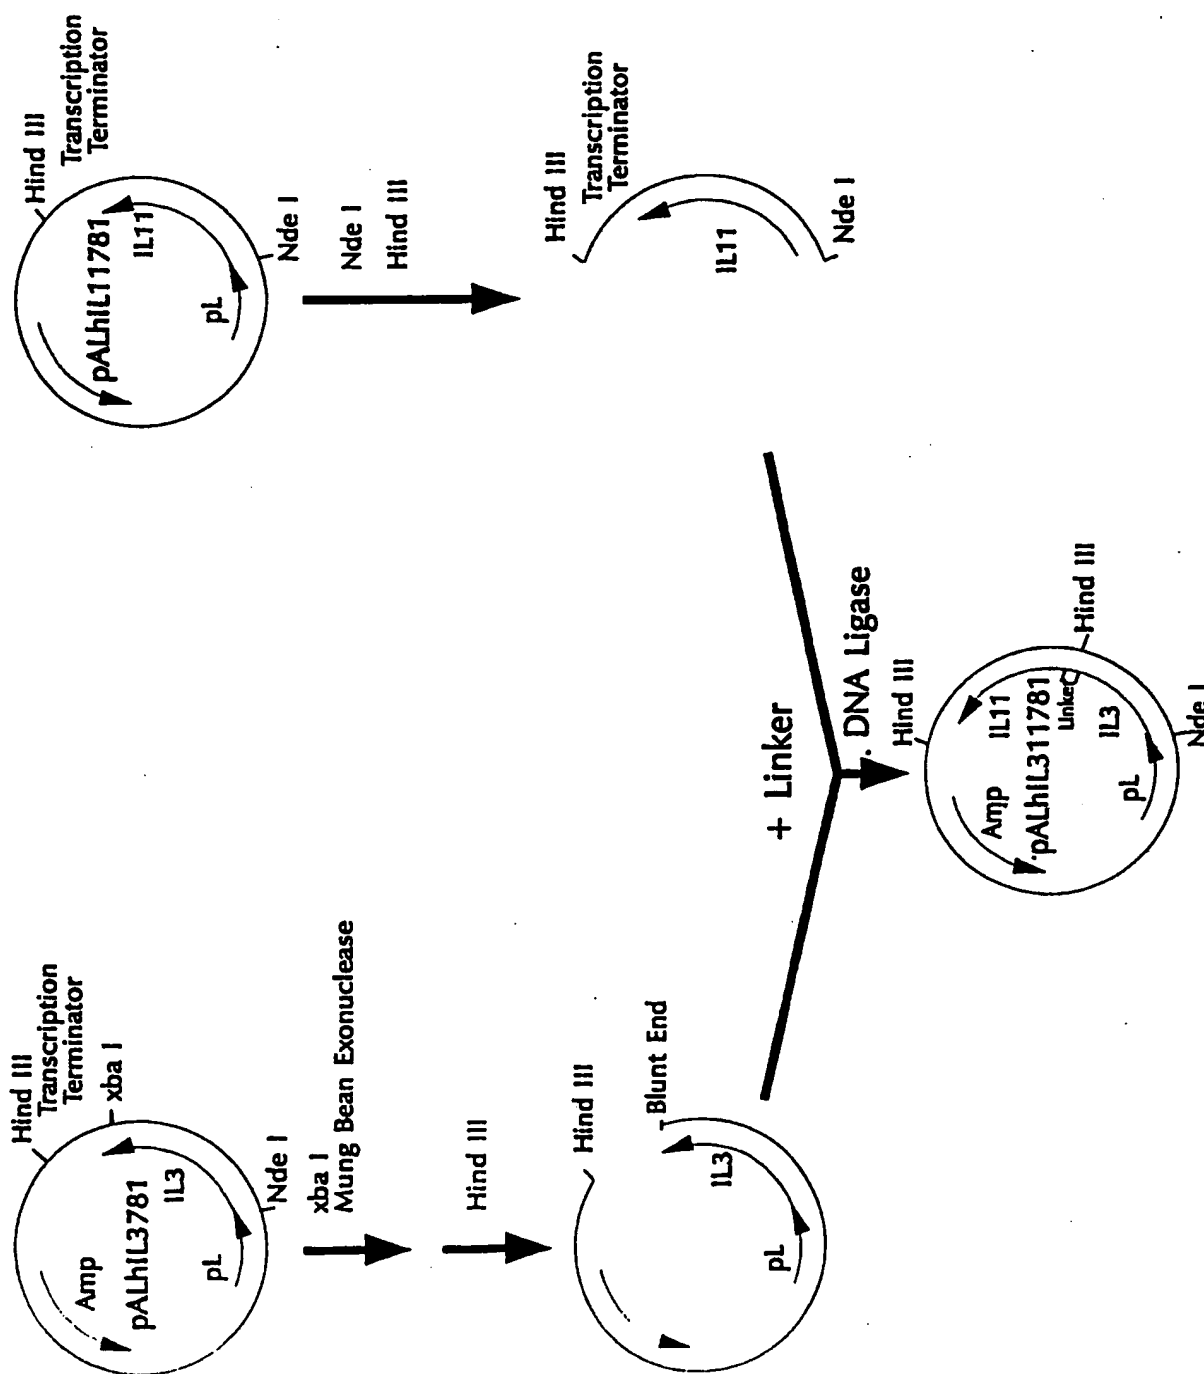 Hind III
Transcription
Terminator
xba I
Amp
pALhIL3781
IL3
pL
Nde I
xba I
Mung Bean Exonuclease
Hind III
Hind III
Blunt End
IL3
pL
Hind III
Transcription
Terminator
pALhIL11781
IL11
pL
Nde I
Nde I
Hind III
Hind III
Transcription
Terminator
IL11
Nde I
+ Linker
DNA Ligase
Hind III
Amp
IL11
pALhIL311781
Linker
Hind III
IL3
pL
Nde I